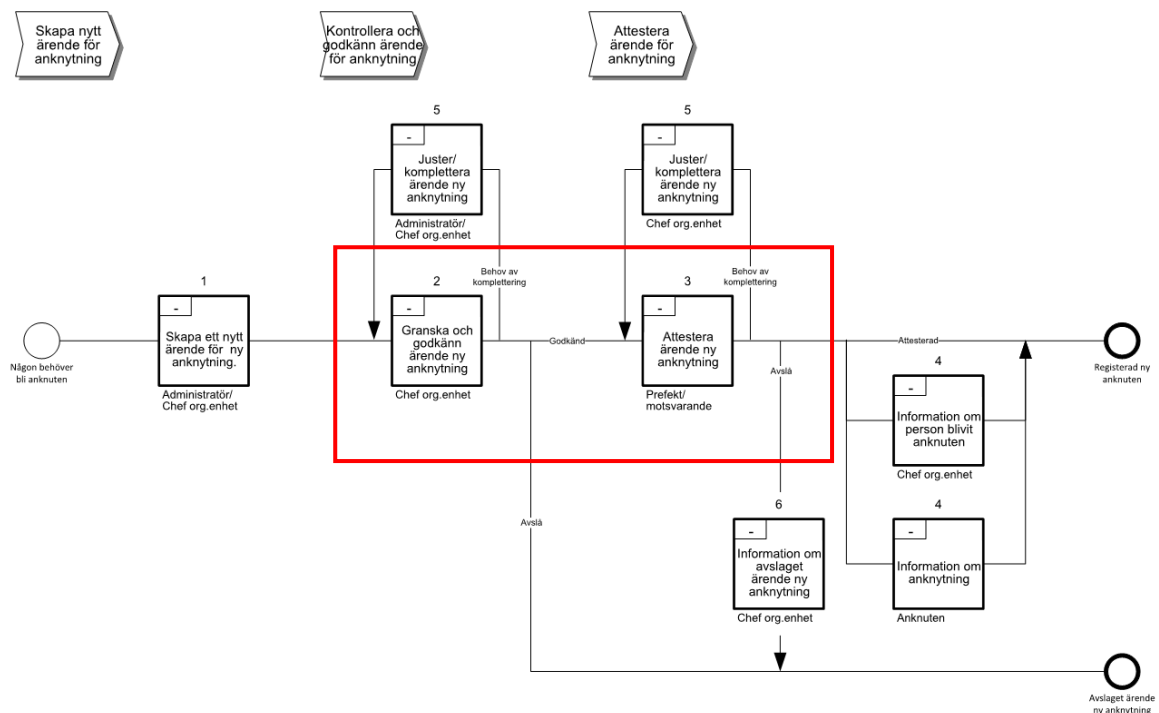 Skapa nytt
ärende för
anknytning
Kontrollera och
godkänn ärende
för anknytning
Attestera
ärende för
anknytning
5
-
Juster/
komplettera
ärende ny
anknytning
Administratör/
Chef org.enhet
5
-
Juster/
komplettera
ärende ny
anknytning
Chef org.enhet
Behov av
komplettering
Behov av
komplettering
Någon behöver
bli anknuten
1
-
Skapa ett nytt
ärende för ny
anknytning.
Administratör/
Chef org.enhet
2
-
Granska och
godkänn
ärende ny
anknytning
Chef org.enhet
Godkänd
3
-
Attestera
ärende ny
anknytning
Prefekt/
motsvarande
Avslå
Attesterad
Registerad ny
anknuten
4
-
Information om
person blivit
anknuten
Chef org.enhet
Avslå
6
-
Information om
avslaget
ärende ny
anknytning
Chef org.enhet
4
-
Information om
anknytning
Anknuten
Avslaget ärende
ny anknytning